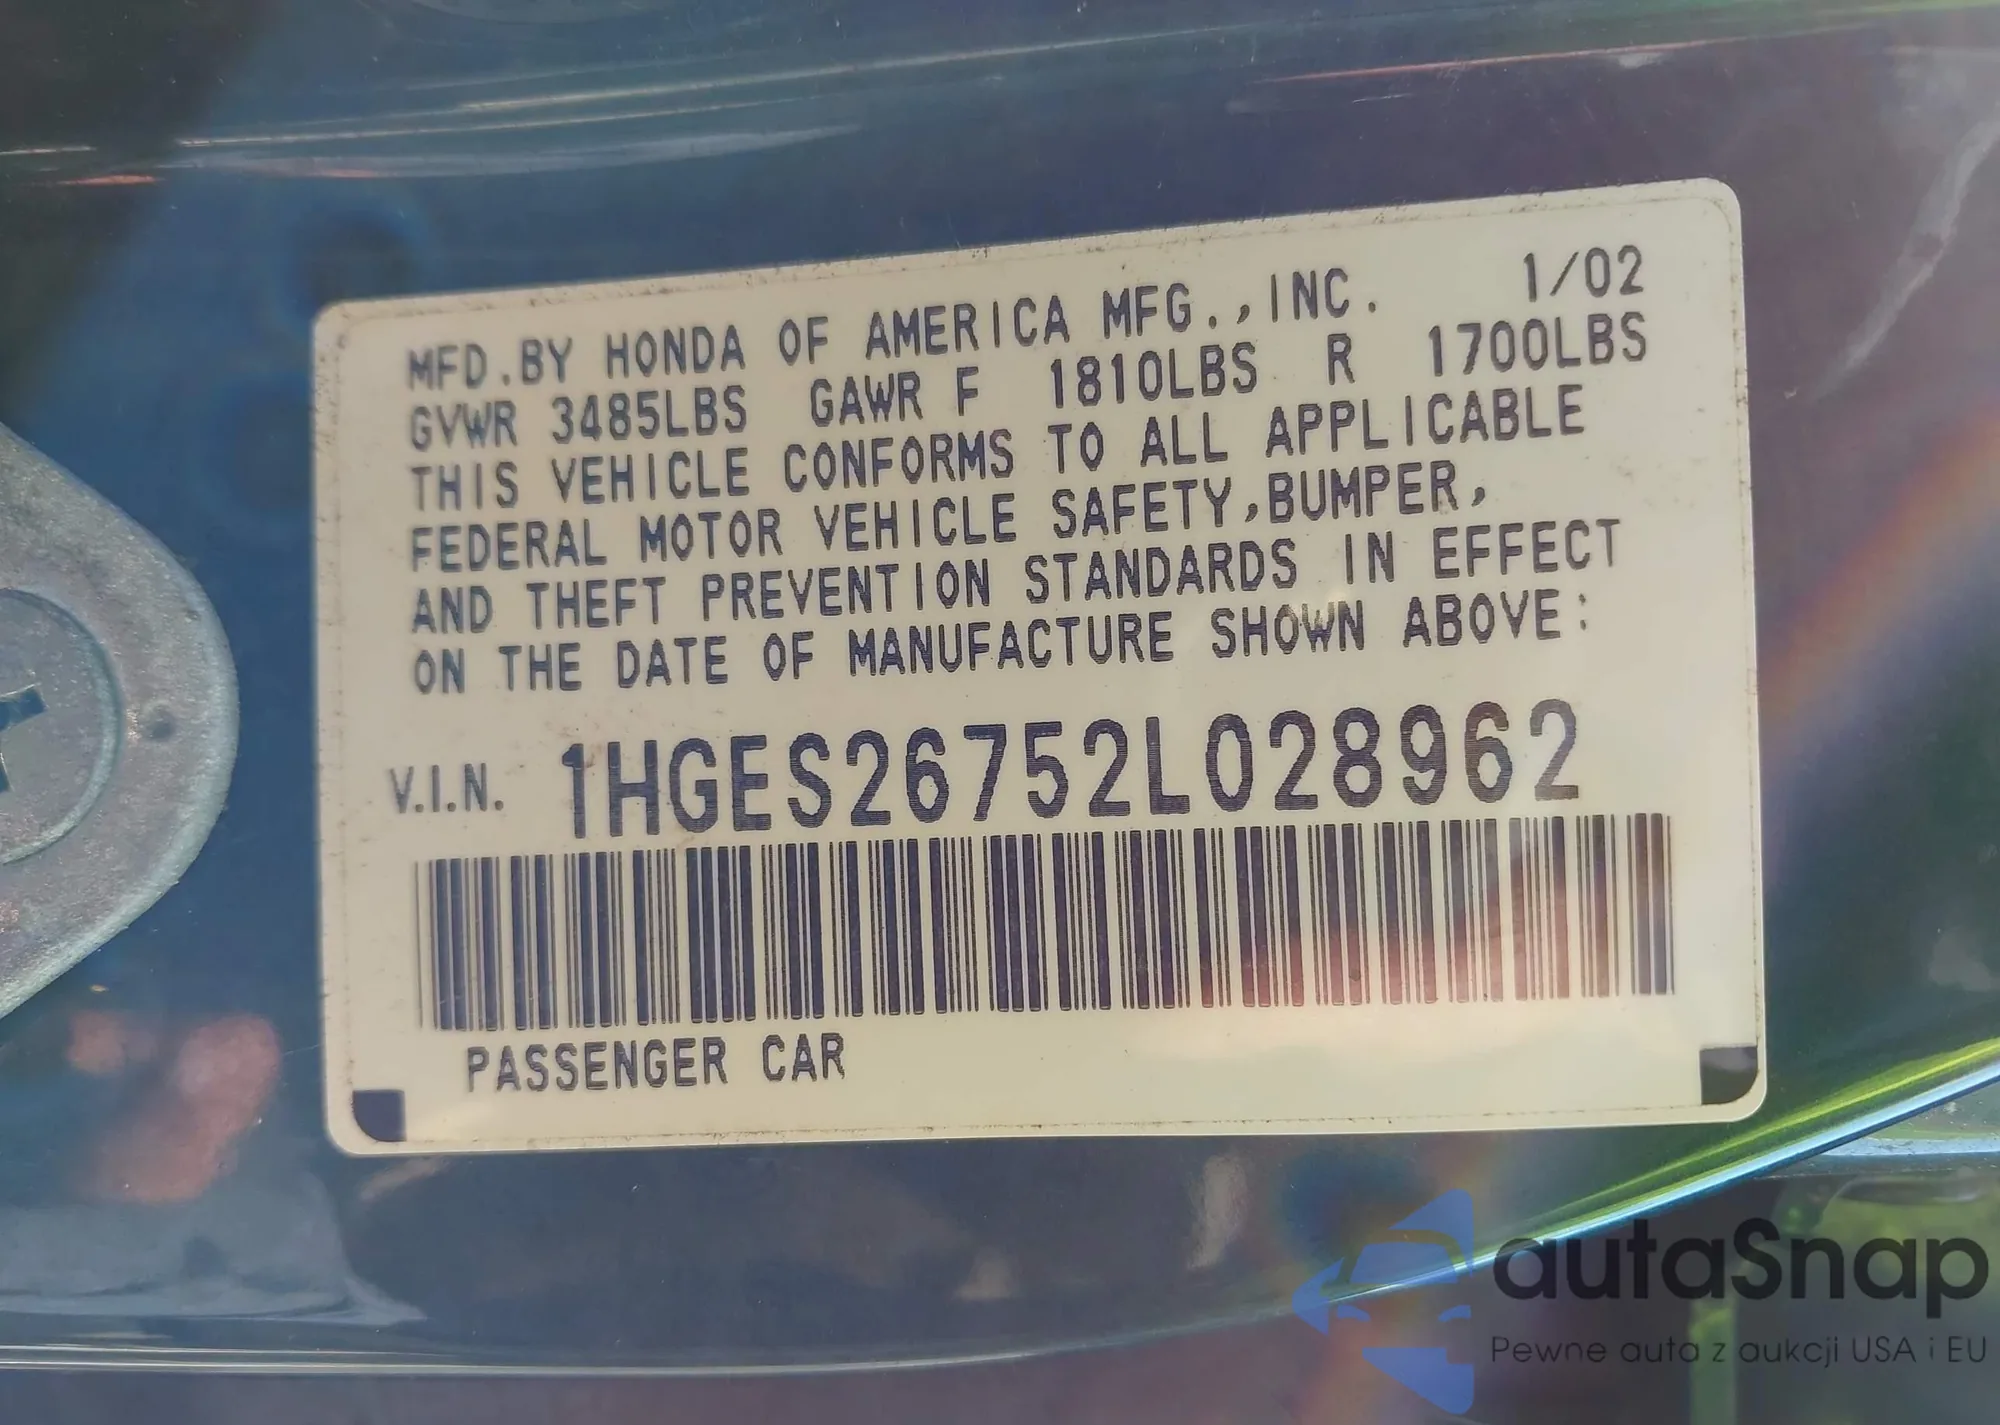 MFD.BY HONDA OF AMERICA MFG.,INC. 1/02
GVWR 3485LBS GAWR F 1810LBS R 1700LBS
THIS VEHICLE CONFORMS TO ALL APPLICABLE
FEDERAL MOTOR VEHICLE SAFETY,BUMPER,
AND THEFT PREVENTION STANDARDS IN EFFECT
ON THE DATE OF MANUFACTURE SHOWN ABOVE:
V.I.N. 1HGES26752L028962
PASSENGER CAR
autaSnap
Pewne auta z aukcji USA i EU